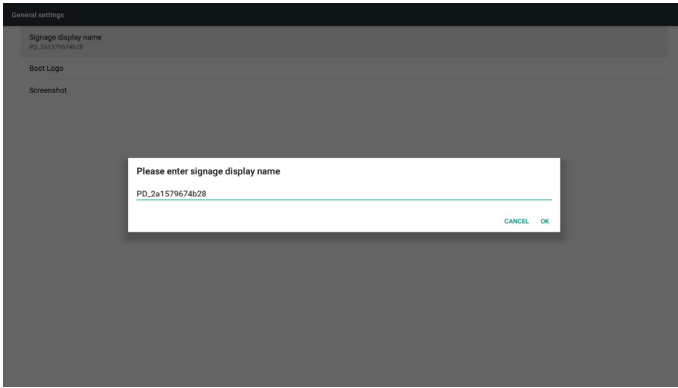 General settings
Signage display name
PD_2a1579674b28
Boot Logo
Screenshot
Please enter signage display name
PD_2a1579674b28
CANCEL OK